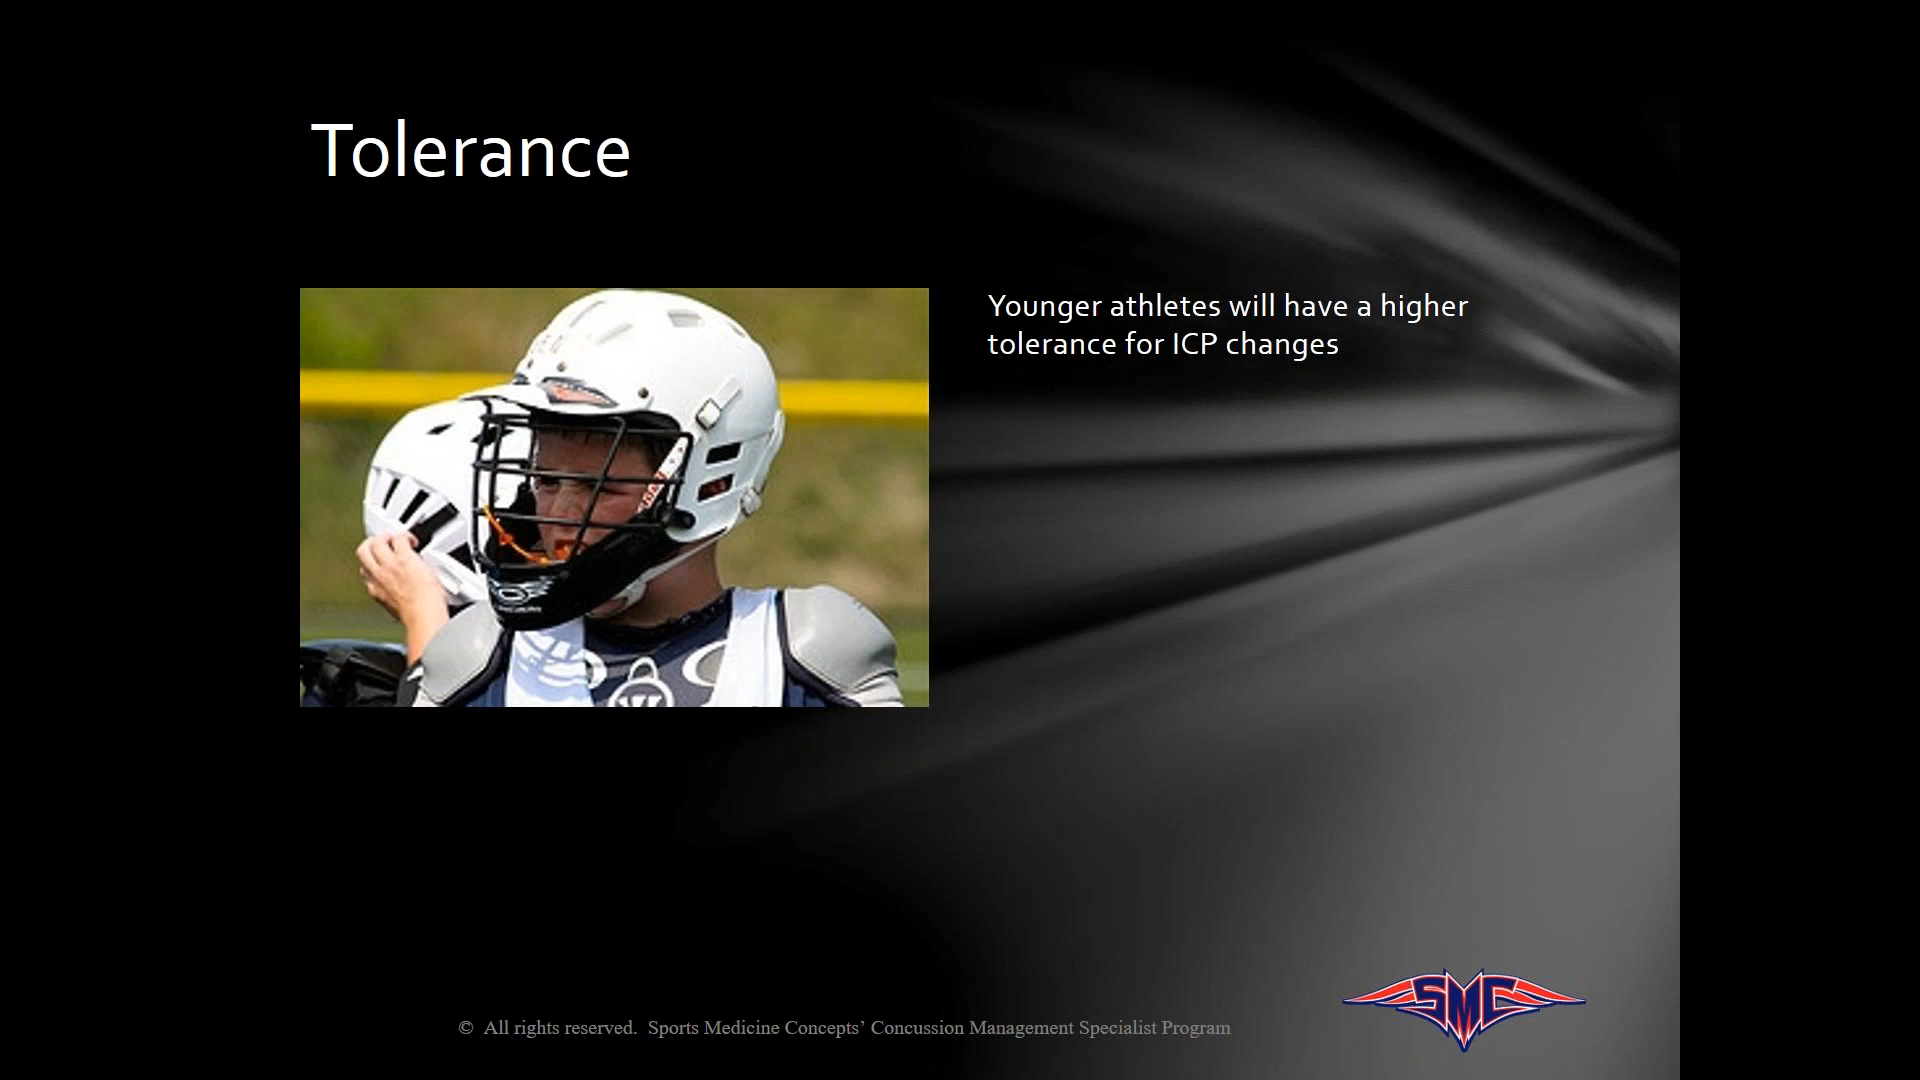 Tolerance
Younger athletes will have a higher
tolerance for ICP changes
© All rights reserved. Sports Medicine Concepts’ Concussion Management Specialist Program
SMC